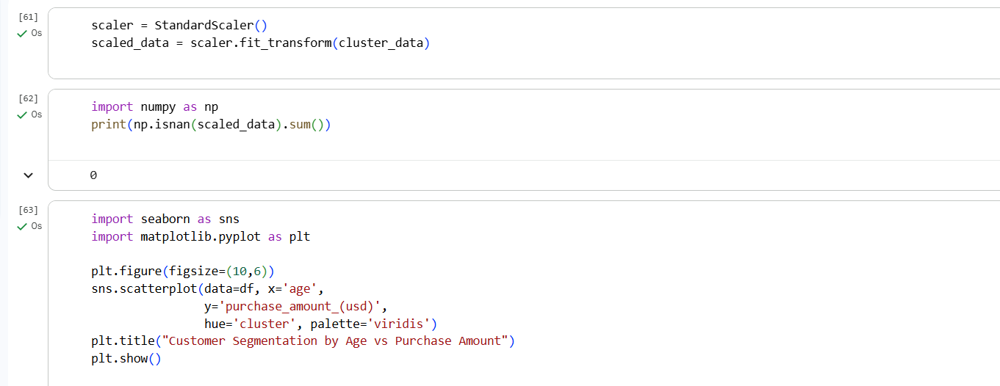 [61]
0s
scaler = StandardScaler()
scaled_data = scaler.fit_transform(cluster_data)
[62]
0s
import numpy as np
print(np.isnan(scaled_data).sum())
0
[63]
0s
import seaborn as sns
import matplotlib.pyplot as plt
plt.figure(figsize=(10,6))
sns.scatterplot(data=df, x='age',
y='purchase_amount_(usd)',
hue='cluster', palette='viridis')
plt.title("Customer Segmentation by Age vs Purchase Amount")
plt.show()